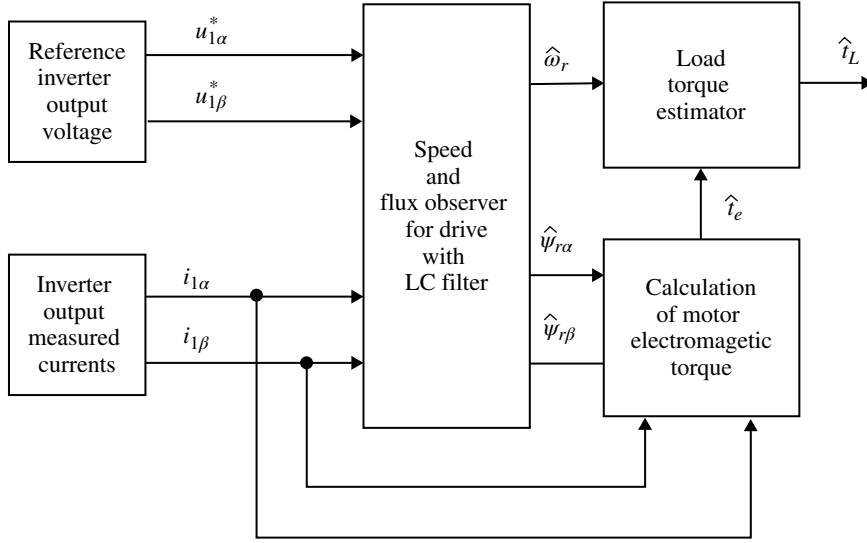 Reference
inverter
output
voltage
u*1α
u*1β
Inverter
output
measured
currents
i1α
i1β
Speed
and
flux observer
for drive
with
LC filter
ω̂r
ψ̂rα
ψ̂rβ
Load
torque
estimator
t̂L
t̂e
Calculation
of motor
electromagetic
torque